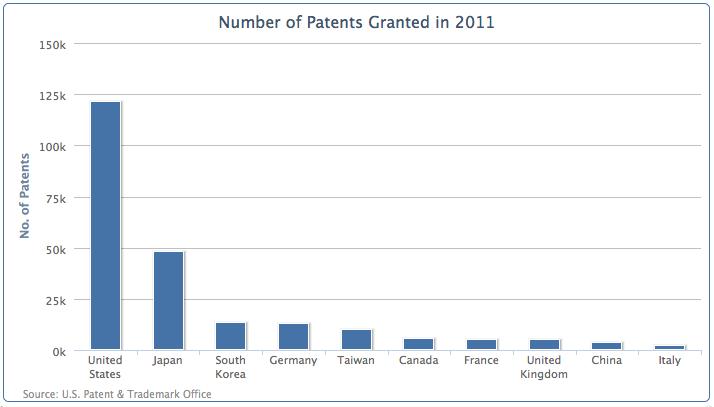 Number of Patents Granted in 2011
150k
125k
100k
75k
50k
25k
0k
No. of Patents
United
States
Japan
South
Korea
Germany
Taiwan
Canada
France
United
Kingdom
China
Italy
Source: U.S. Patent & Trademark Office